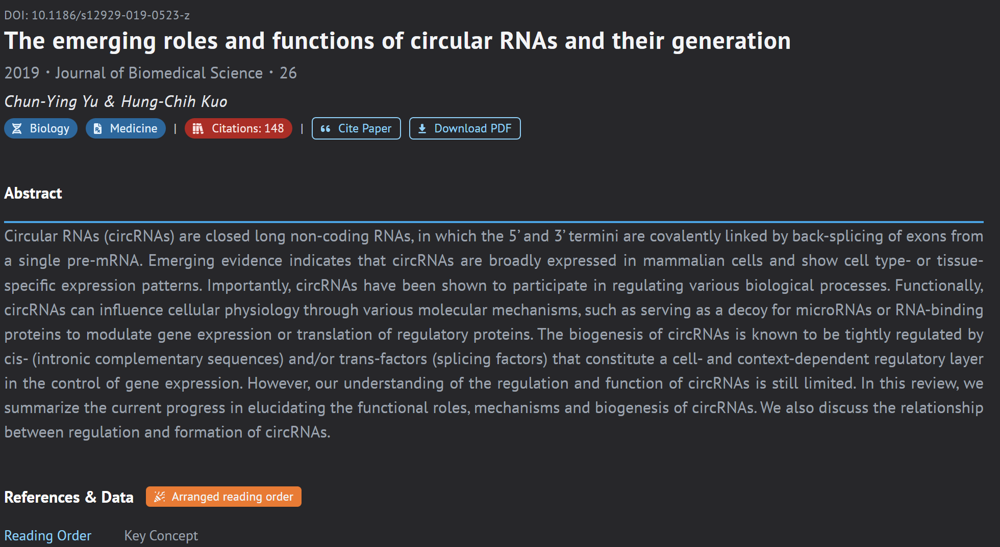 DOI: 10.1186/s12929-019-0523-z
The emerging roles and functions of circular RNAs and their generation
2019 • Journal of Biomedical Science • 26
Chun-Ying Yu & Hung-Chih Kuo
Biology Medicine | Citations: 148 | Cite Paper Download PDF
Abstract
Circular RNAs (circRNAs) are closed long non-coding RNAs, in which the 5’ and 3’ termini are covalently linked by back-splicing of exons from
a single pre-mRNA. Emerging evidence indicates that circRNAs are broadly expressed in mammalian cells and show cell type- or tissue-
specific expression patterns. Importantly, circRNAs have been shown to participate in regulating various biological processes. Functionally,
circRNAs can influence cellular physiology through various molecular mechanisms, such as serving as a decoy for microRNAs or RNA-binding
proteins to modulate gene expression or translation of regulatory proteins. The biogenesis of circRNAs is known to be tightly regulated by
cis- (intronic complementary sequences) and/or trans-factors (splicing factors) that constitute a cell- and context-dependent regulatory layer
in the control of gene expression. However, our understanding of the regulation and function of circRNAs is still limited. In this review, we
summarize the current progress in elucidating the functional roles, mechanisms and biogenesis of circRNAs. We also discuss the relationship
between regulation and formation of circRNAs.
References & Data Arranged reading order
Reading Order Key Concept